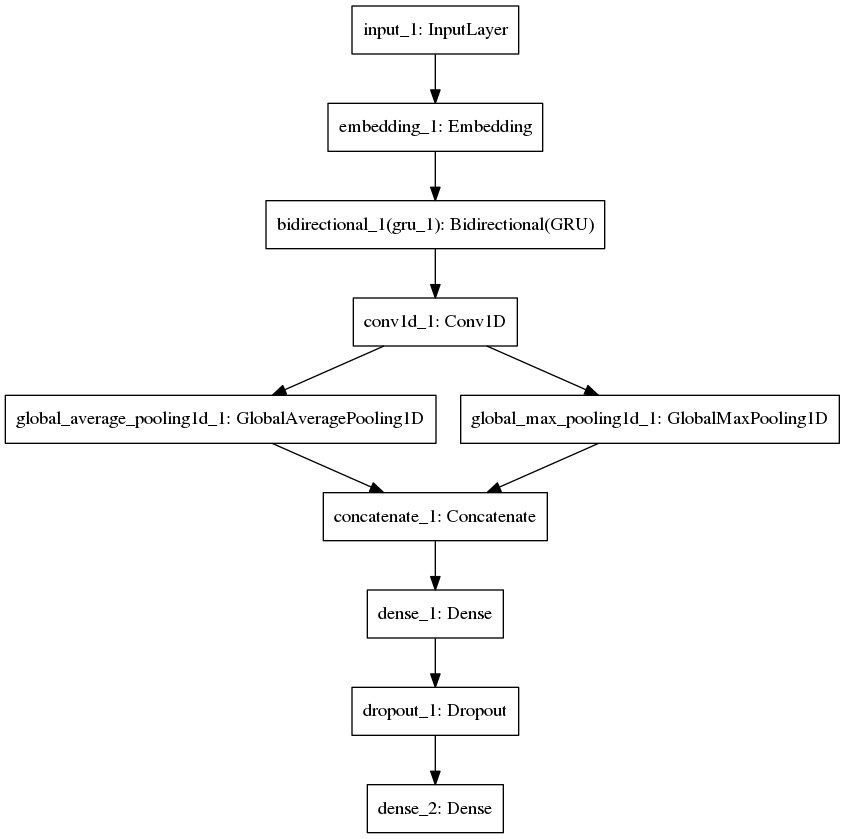 input_1: InputLayer
embedding_1: Embedding
bidirectional_1(gru_1): Bidirectional(GRU)
conv1d_1: Conv1D
global_average_pooling1d_1: GlobalAveragePooling1D
global_max_pooling1d_1: GlobalMaxPooling1D
concatenate_1: Concatenate
dense_1: Dense
dropout_1: Dropout
dense_2: Dense